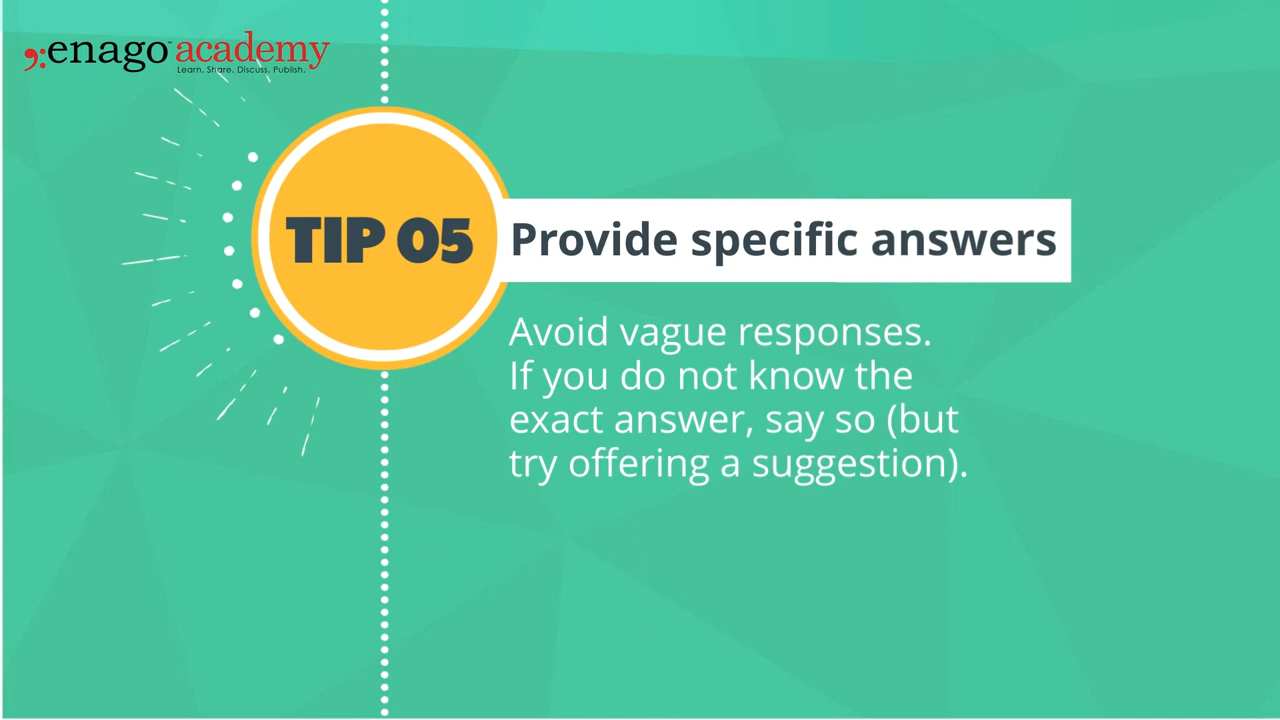 enago academy
Learn. Share. Discuss. Publish.
TIP 05
Provide specific answers
Avoid vague responses.
If you do not know the
exact answer, say so (but
try offering a suggestion).